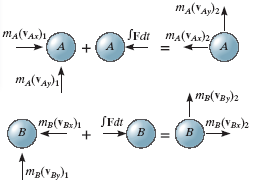 m_A(v_Ay)_2
m_A(v_Ax)_1 A + A ∫Fdt = m_A(v_Ax)_2 A
m_A(v_Ay)_1
m_B(v_By)_2
B m_B(v_Bx)_1 + ∫Fdt B = B m_B(v_Bx)_2
m_B(v_By)_1